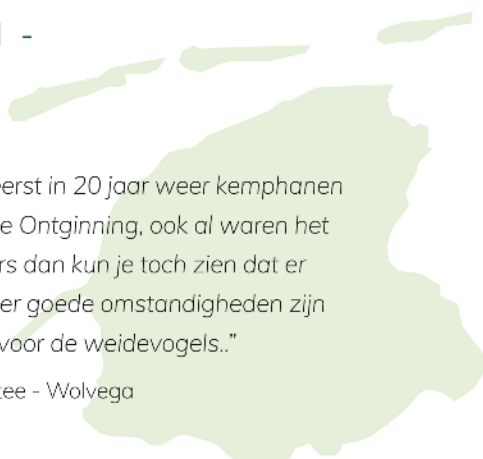 -
eerst in 20 jaar weer kemphanen
e Ontginning, ook al waren het
rs dan kun je toch zien dat er
er goede omstandigheden zijn
voor de weidevogels..”
tee - Wolvega